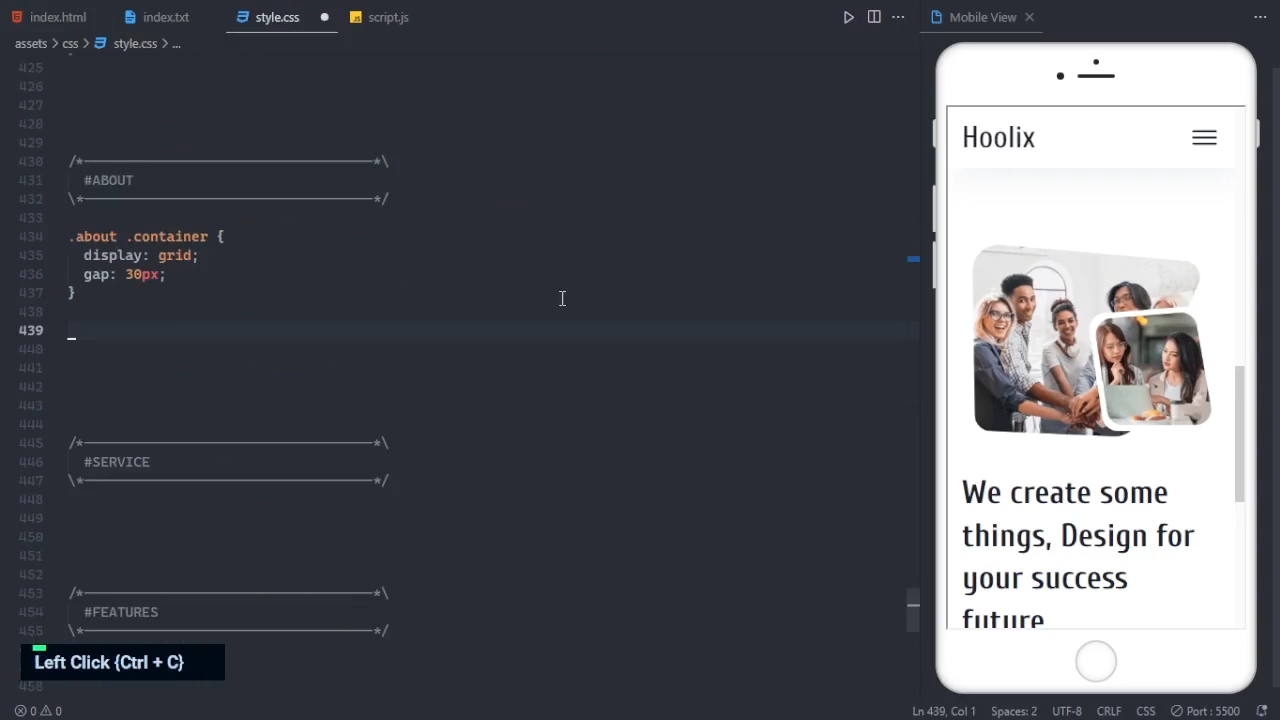 index.html index.txt style.css script.js Mobile View
assets > css > style.css > ...
425
426
427
428
429
430 /*——————————————————*\
431 #ABOUT
432 \*——————————————————*/
433
434 .about .container {
435 display: grid;
436 gap: 30px;
437 }
438
439
440
441
442
443
444
445 /*——————————————————*\
446 #SERVICE
447 \*——————————————————*/
448
449
450
451
452
453 /*——————————————————*\
454 #FEATURES
455 \*——————————————————*/
458
Left Click {Ctrl + C}
Hoolix
We create some
things, Design for
your success
future
0 0 Ln 439, Col 1 Spaces: 2 UTF-8 CRLF CSS Port : 5500